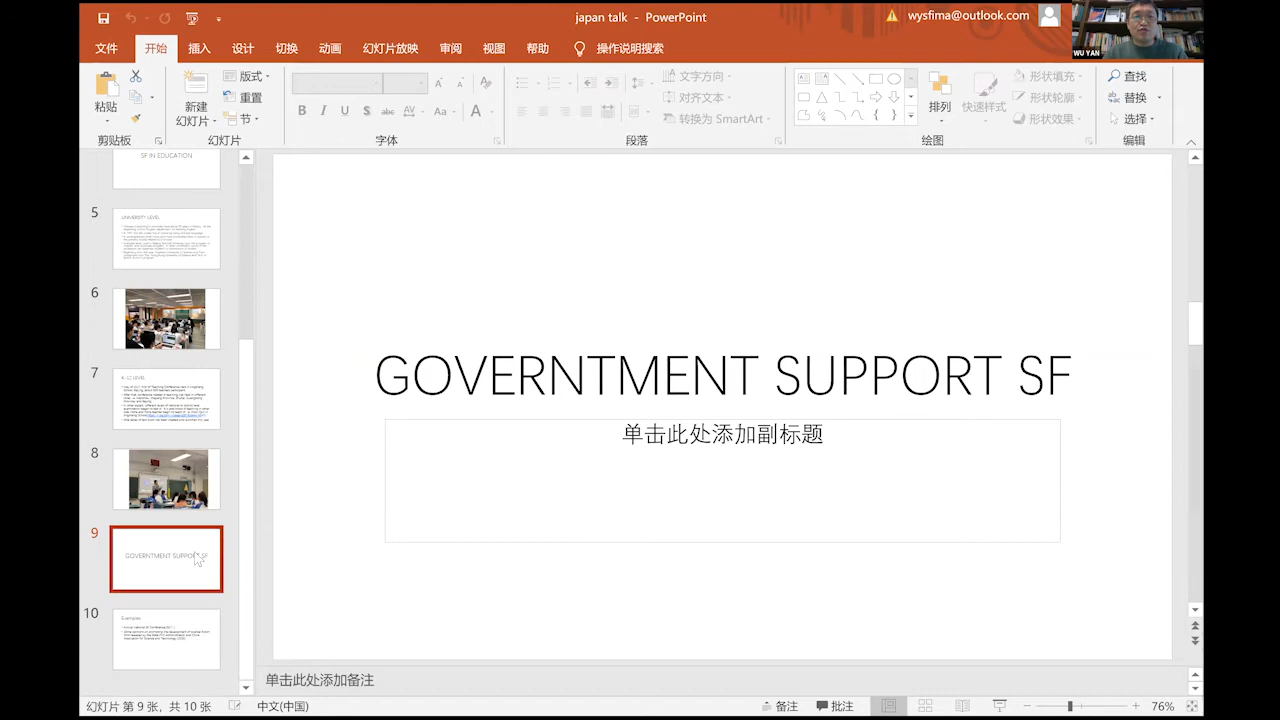 japan talk - PowerPoint
wysfima@outlook.com
WU YAN
文件 开始 插入 设计 切换 动画 幻灯片放映 审阅 视图 帮助 操作说明搜索
粘贴
剪贴板
新建
幻灯片
版式
重置
节
幻灯片
B I U S abc AV Aa A
字体
文字方向
对齐文本
转换为 SmartArt
段落
排列
快速样式
形状填充
形状轮廓
形状效果
绘图
查找
替换
选择
编辑
SF IN EDUCATION
5
UNIVERSITY LEVEL
6
7
K-12 LEVEL
8
9
GOVERNTMENT SUPPORT SF
10
Examples
GOVERNTMENT SUPPORT SF
单击此处添加副标题
单击此处添加备注
幻灯片 第 9 张，共 10 张
中文(中国)
备注
批注
76%